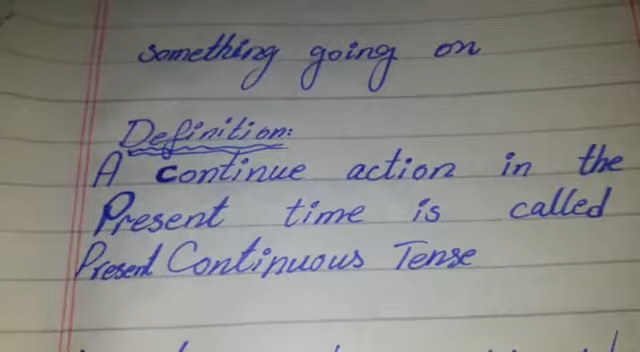 something going on
Definition:
A continue action in the
Present time is called
Present Continuous Tense